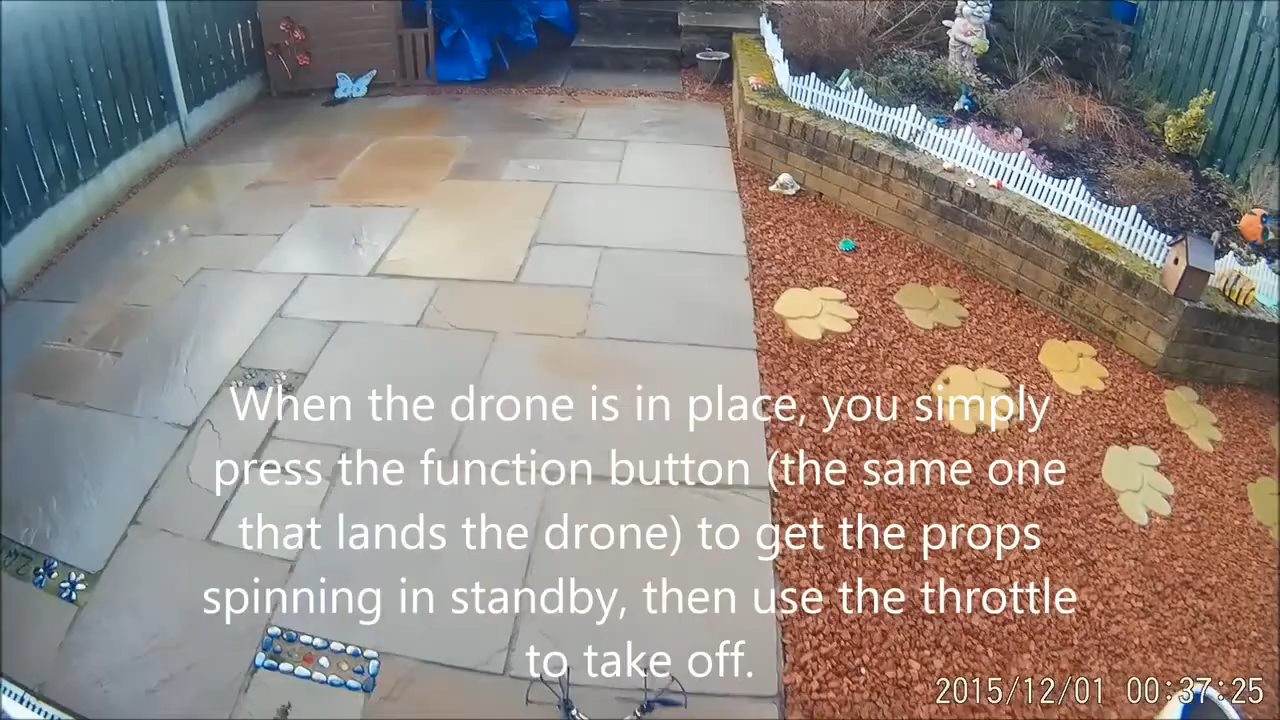 When the drone is in place, you simply
press the function button (the same one
that lands the drone) to get the props
spinning in standby, then use the throttle
to take off.
2015/12/01 00:37:25